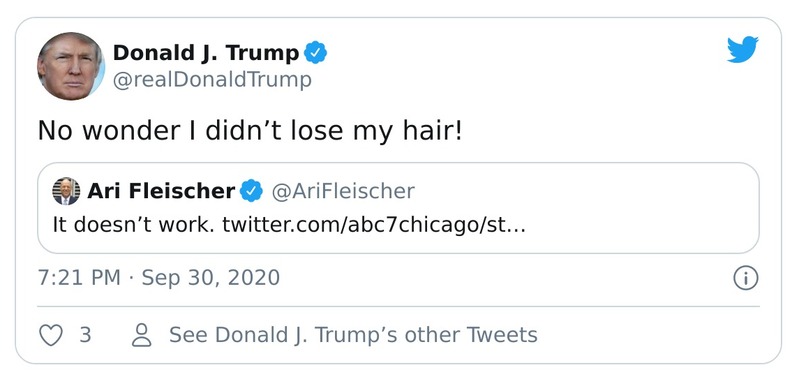 Donald J. Trump
@realDonaldTrump
No wonder I didn’t lose my hair!
Ari Fleischer @AriFleischer
It doesn’t work. twitter.com/abc7chicago/st…
7:21 PM · Sep 30, 2020
3 See Donald J. Trump’s other Tweets